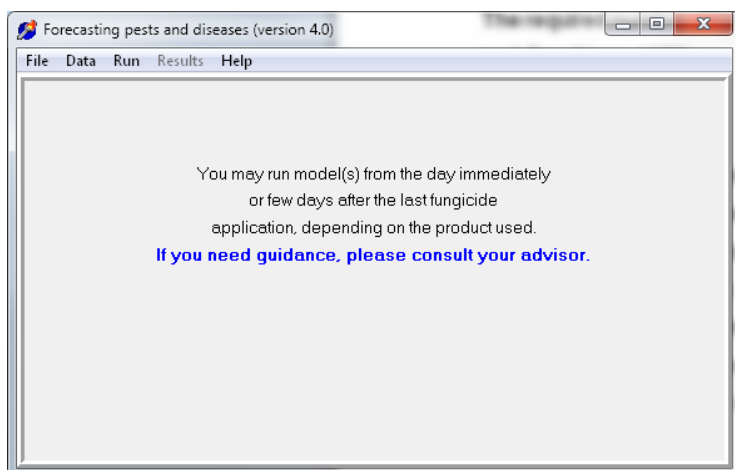 Forecasting pests and diseases (version 4.0)
The required
File Data Run Results Help
You may run model(s) from the day immediately
or few days after the last fungicide
application, depending on the product used.
If you need guidance, please consult your advisor.